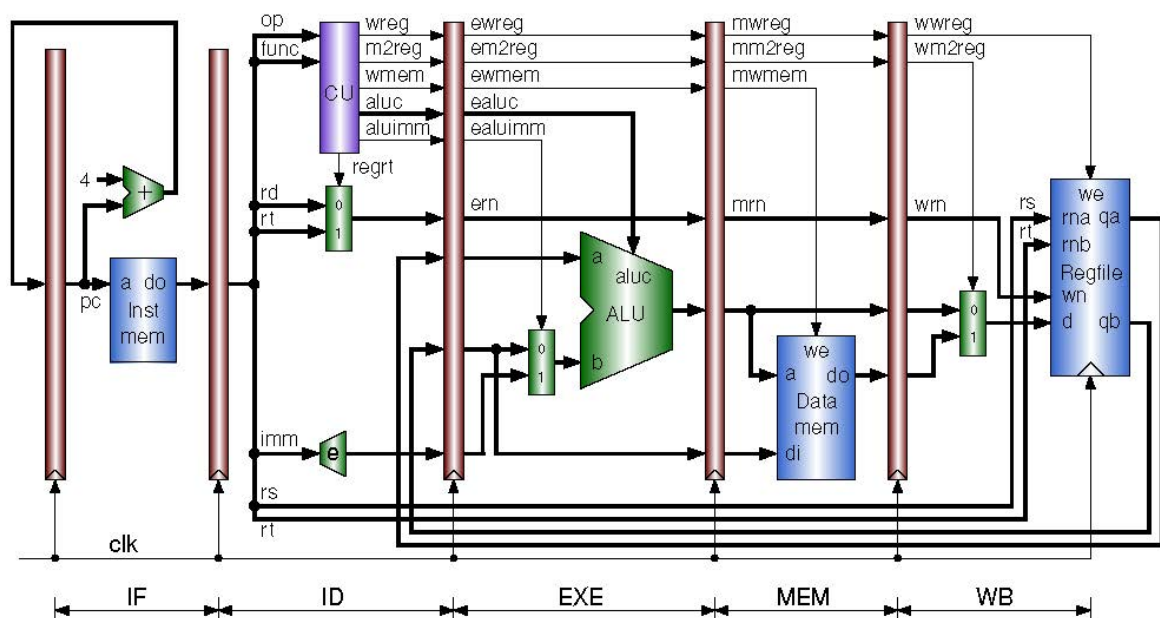 op wreg ewreg mwreg wwreg
func m2reg em2reg mm2reg wm2reg
wmem ewmem mwmem
CU
aluc ealuc
aluimm ealuimm
regrt
4 +
rd 0 ern mrn wrn
rt 1
we
rs rna qa
rt rnb
Regfile
wn
d qb
a aluc
ALU
b
pc a do
Inst
mem
0
1
0
1
we
a do
Data
mem
di
imm e
rs
rt
clk
IF ID EXE MEM WB